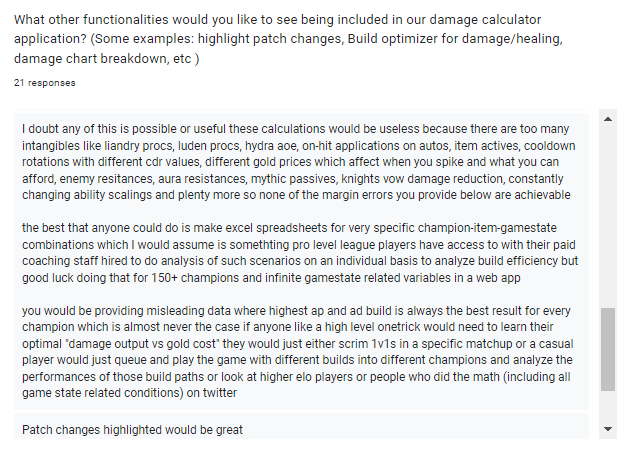 What other functionalities would you like to see being included in our damage calculator
application? (Some examples: highlight patch changes, Build optimizer for damage/healing,
damage chart breakdown, etc )
21 responses
I doubt any of this is possible or useful these calculations would be useless because there are too many
intangibles like liandry procs, luden procs, hydra aoe, on-hit applications on autos, item actives, cooldown
rotations with different cdr values, different gold prices which affect when you spike and what you can
afford, enemy resitances, aura resistances, mythic passives, knights vow damage reduction, constantly
changing ability scalings and plenty more so none of the margin errors you provide below are achievable
the best that anyone could do is make excel spreadsheets for very specific champion-item-gamestate
combinations which I would assume is somethting pro level league players have access to with their paid
coaching staff hired to do analysis of such scenarios on an individual basis to analyze build efficiency but
good luck doing that for 150+ champions and infinite gamestate related variables in a web app
you would be providing misleading data where highest ap and ad build is always the best result for every
champion which is almost never the case if anyone like a high level onetrick would need to learn their
optimal "damage output vs gold cost" they would just either scrim 1v1s in a specific matchup or a casual
player would just queue and play the game with different builds into different champions and analyze the
performances of those build paths or look at higher elo players or people who did the math (including all
game state related conditions) on twitter
Patch changes highlighted would be great